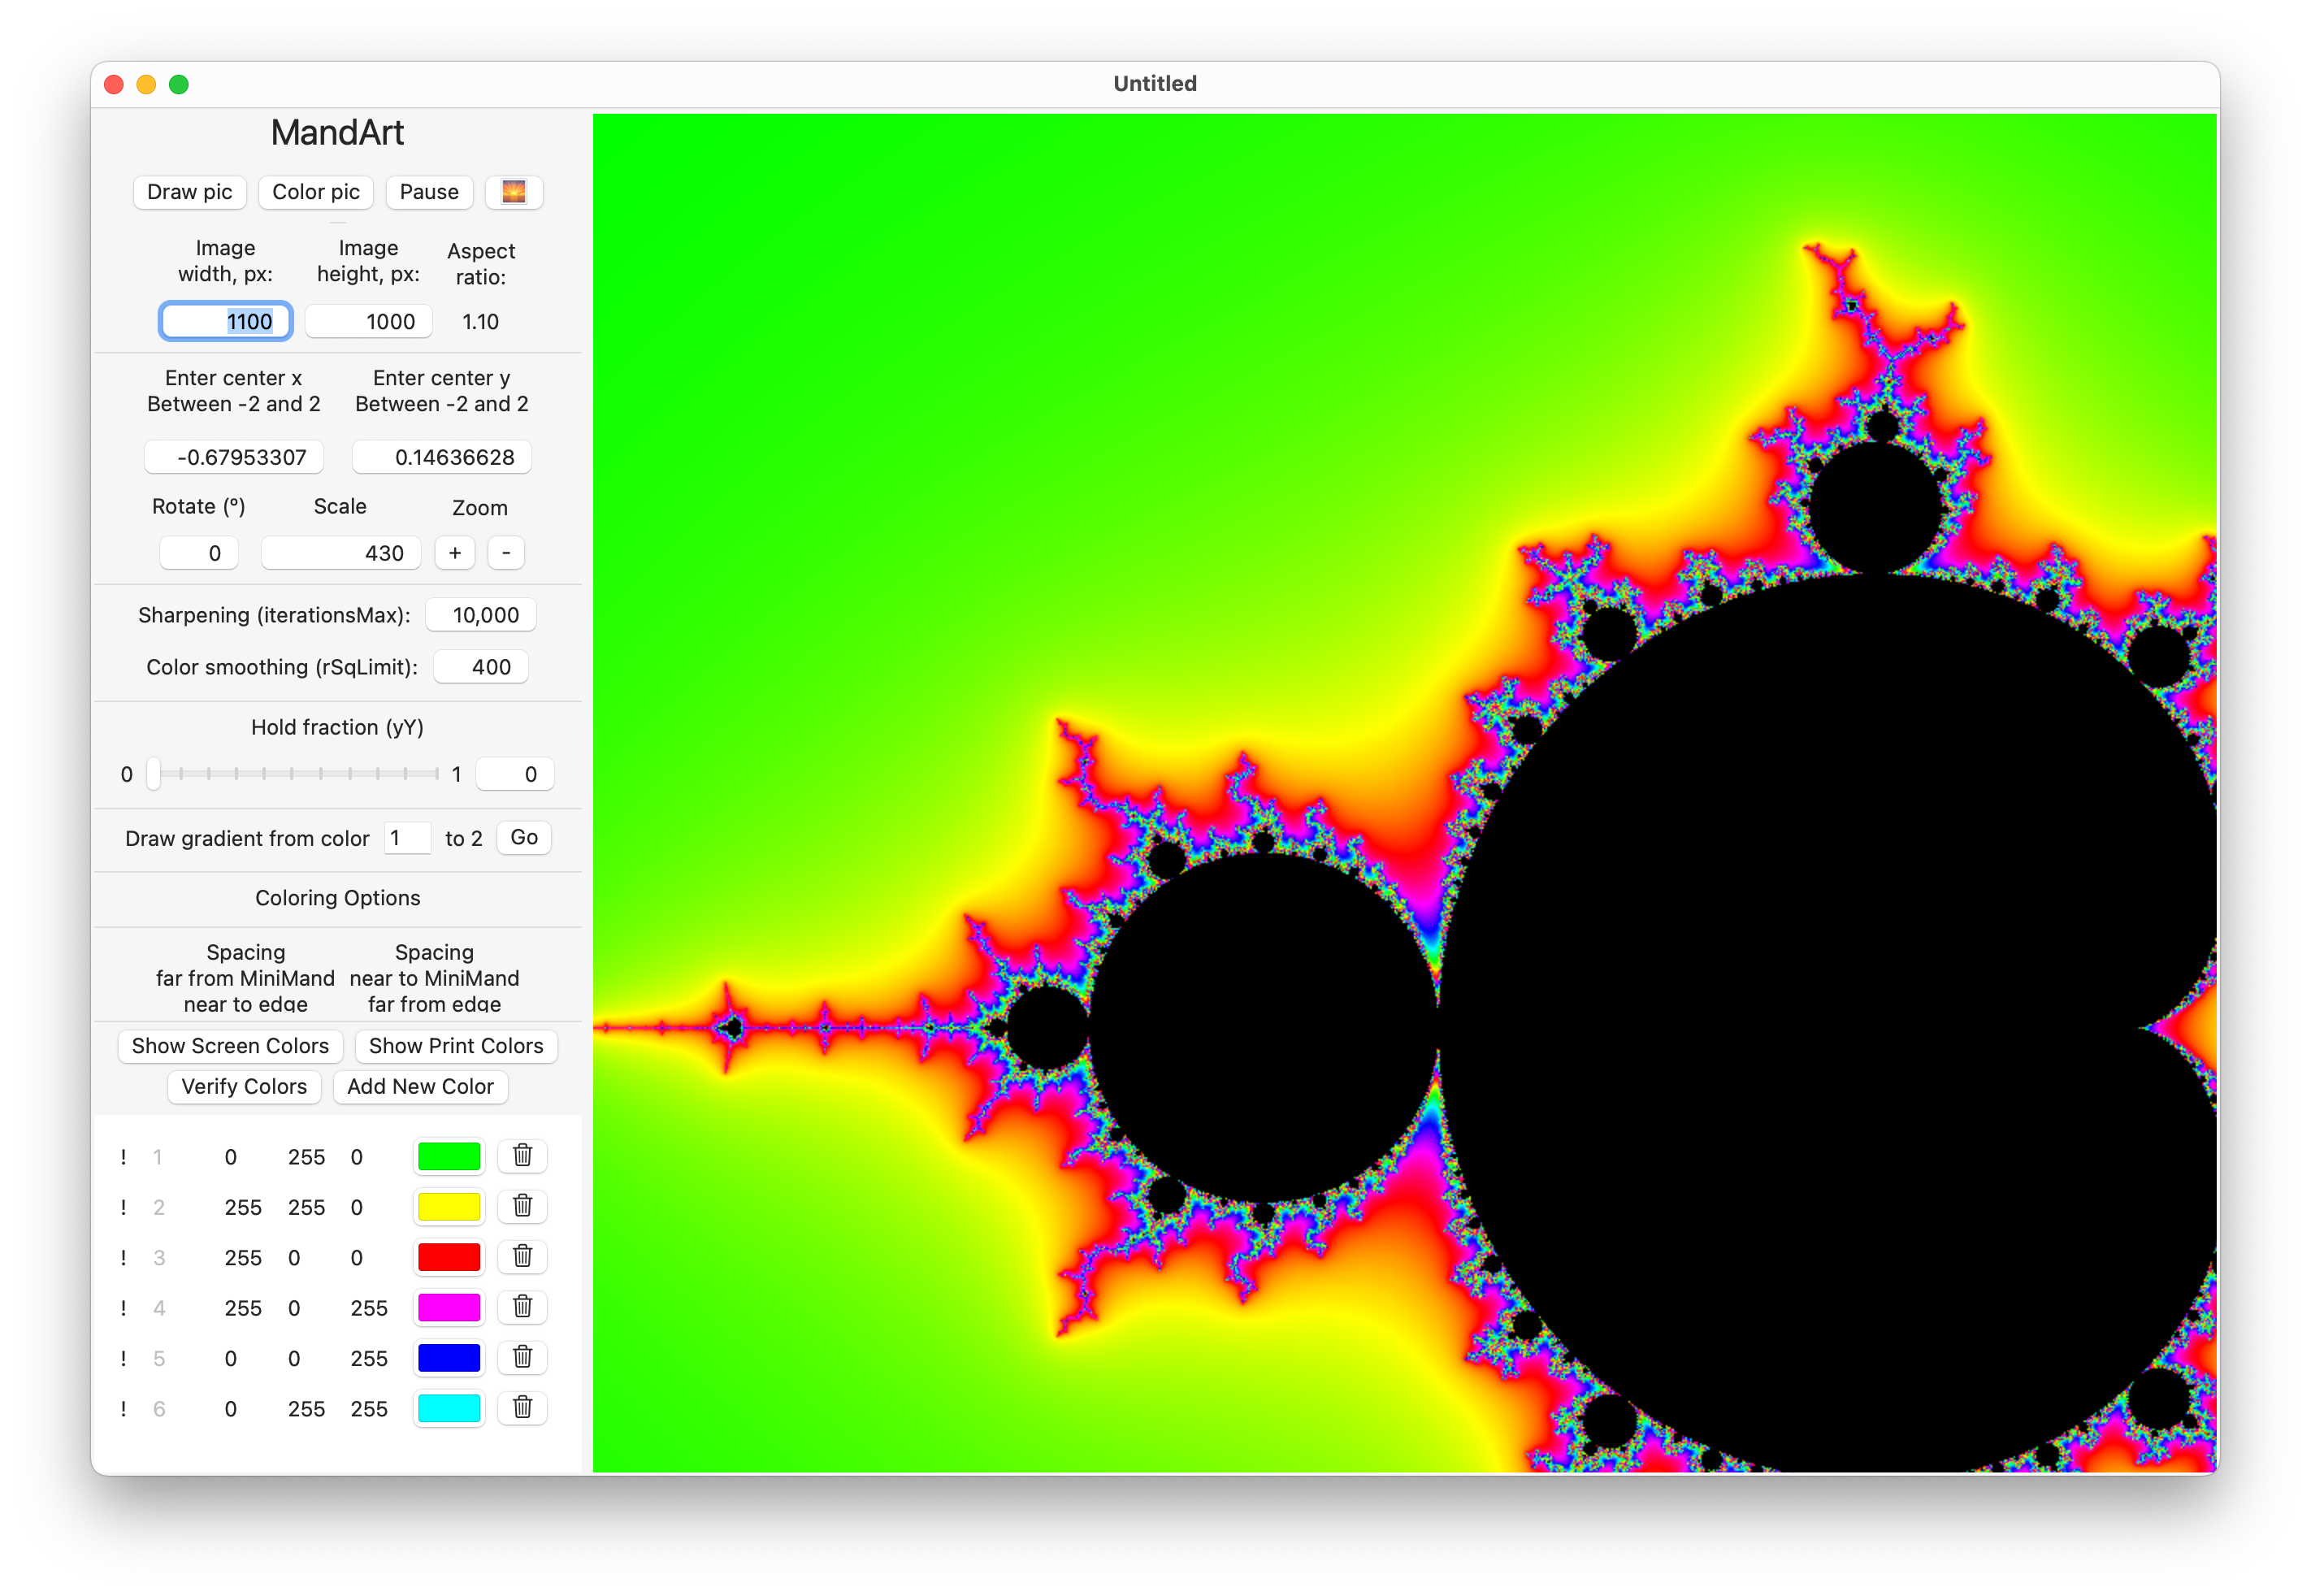 Untitled
MandArt
Draw pic Color pic Pause
Image Image Aspect
width, px: height, px: ratio:
1100 1000 1.10
Enter center x Enter center y
Between -2 and 2 Between -2 and 2
-0.67953307 0.14636628
Rotate (º) Scale Zoom
0 430 + -
Sharpening (iterationsMax): 10,000
Color smoothing (rSqLimit): 400
Hold fraction (yY)
0 1 0
Draw gradient from color 1 to 2 Go
Coloring Options
Spacing Spacing
far from MiniMand near to MiniMand
near to edge far from edge
Show Screen Colors Show Print Colors
Verify Colors Add New Color
! 1 0 255 0
! 2 255 255 0
! 3 255 0 0
! 4 255 0 255
! 5 0 0 255
! 6 0 255 255